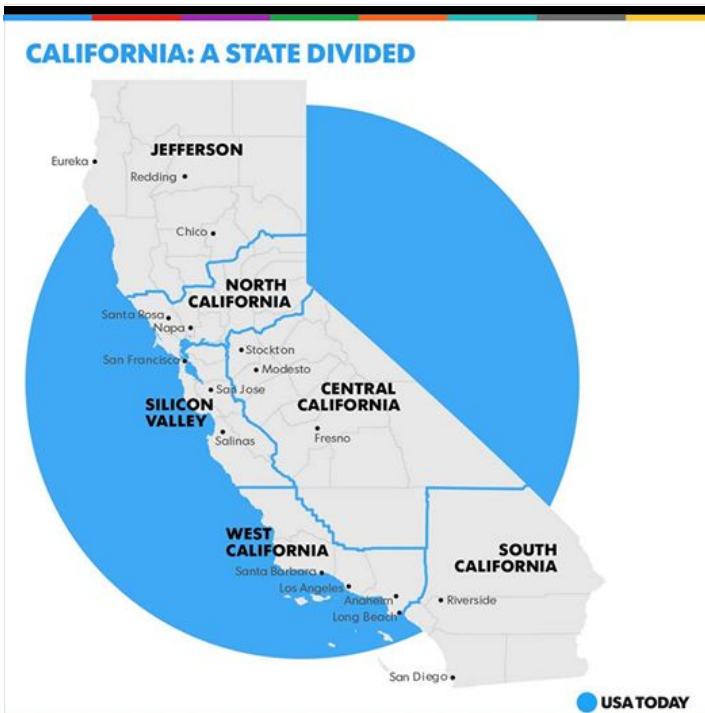 CALIFORNIA: A STATE DIVIDED
JEFFERSON
Eureka
Redding
Chico
NORTH
CALIFORNIA
Santa Rosa
Napa
San Francisco
Stockton
Modesto
San Jose
CENTRAL
CALIFORNIA
SILICON
VALLEY
Salinas
Fresno
WEST
CALIFORNIA
SOUTH
CALIFORNIA
Santa Barbara
Los Angeles
Anaheim
Riverside
Long Beach
San Diego
USA TODAY